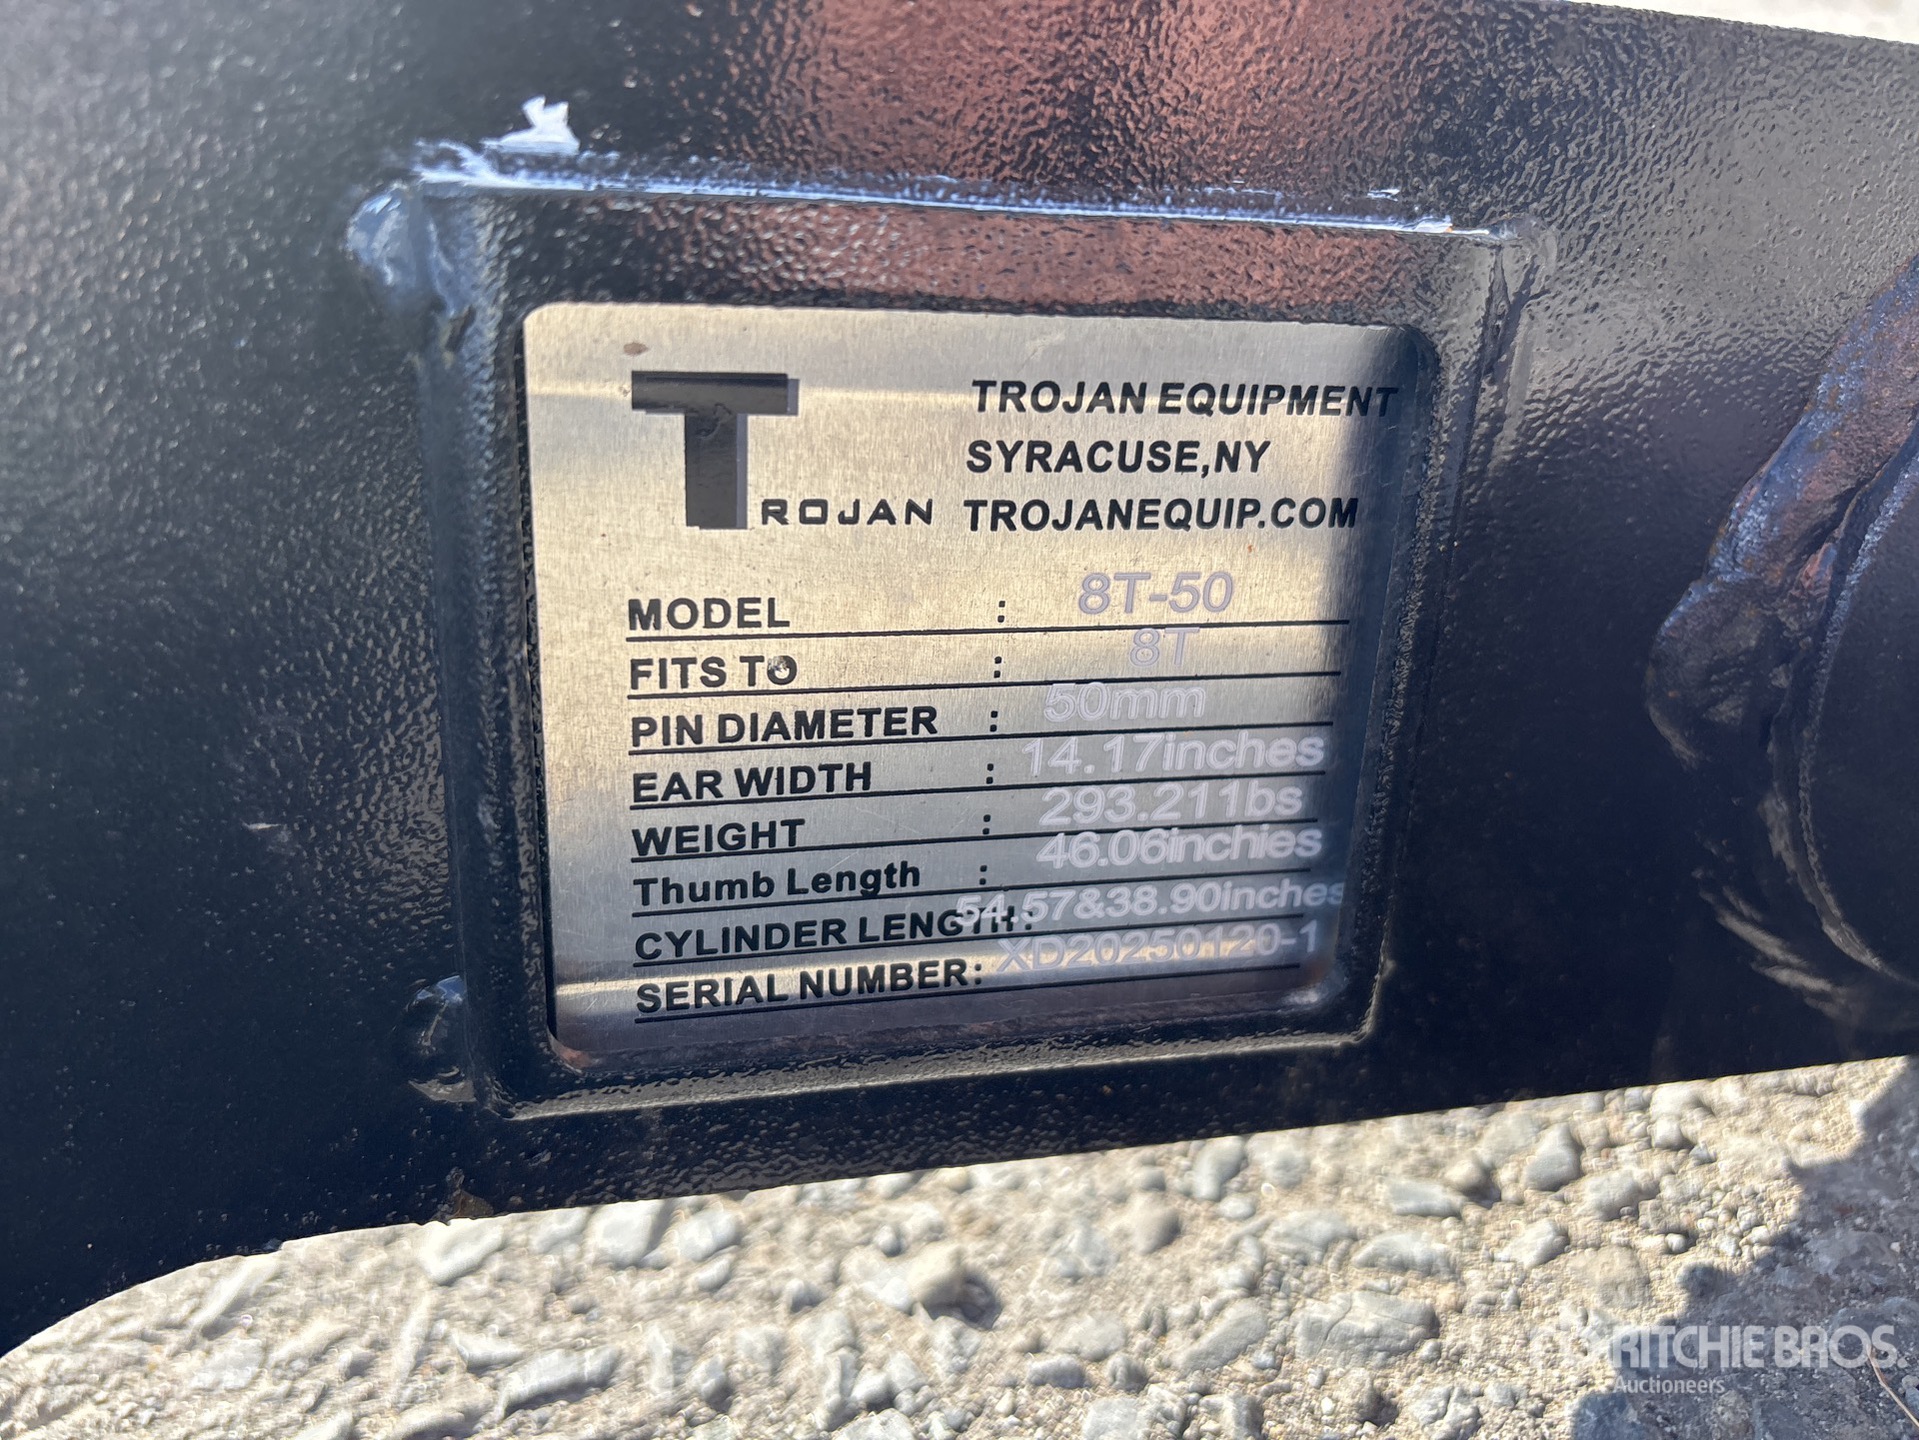 TROJAN
TROJAN EQUIPMENT
SYRACUSE,NY
TROJANEQUIP.COM
MODEL : 8T-50
FITS TO : 8T
PIN DIAMETER : 50mm
EAR WIDTH : 14.17inches
WEIGHT : 293.21lbs
Thumb Length : 46.06inchies
CYLINDER LENGTH: 54.57&38.90inches
SERIAL NUMBER: XD20250120-1
RITCHIE BROS.
Auctioneers